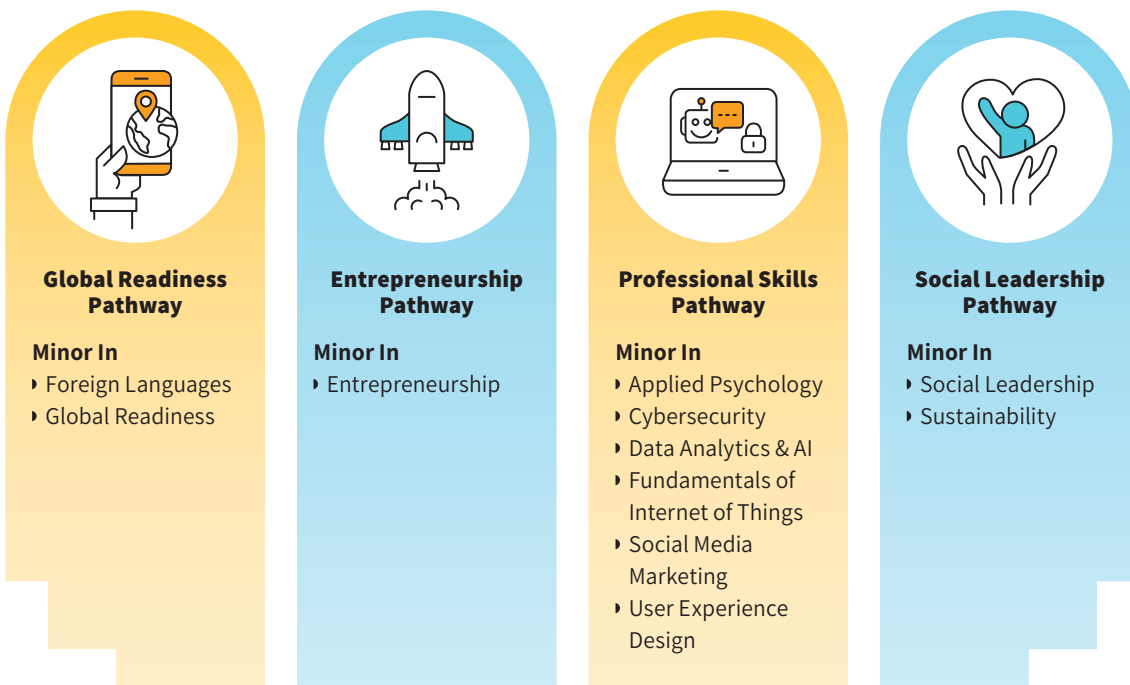 Global Readiness
Pathway
Minor In
Foreign Languages
Global Readiness
Entrepreneurship
Pathway
Minor In
Entrepreneurship
Professional Skills
Pathway
Minor In
Applied Psychology
Cybersecurity
Data Analytics & AI
Fundamentals of
Internet of Things
Social Media
Marketing
User Experience
Design
Social Leadership
Pathway
Minor In
Social Leadership
Sustainability